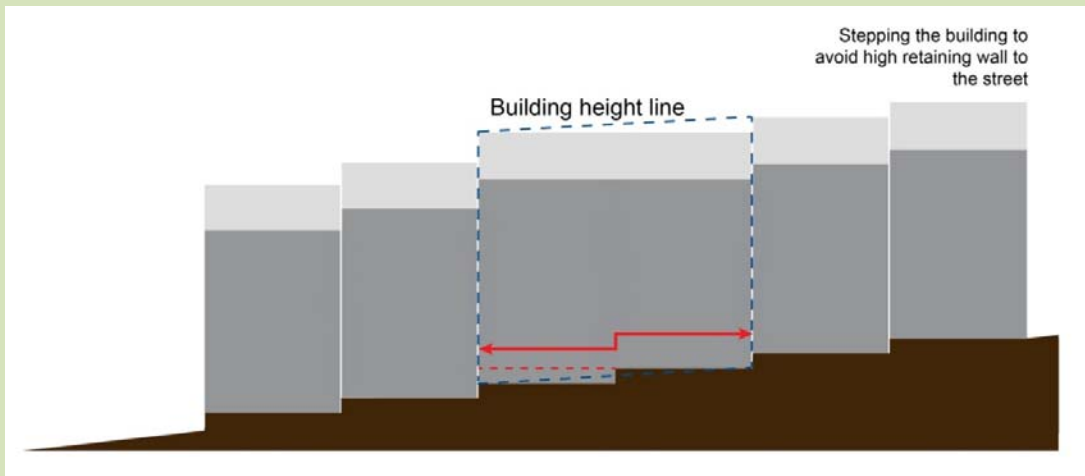 Stepping the building to
avoid high retaining wall to
the street
Building height line